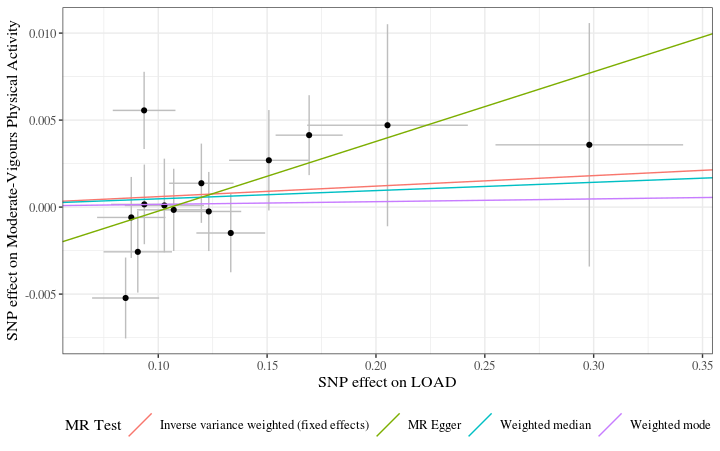 SNP effect on Moderate-Vigours Physical Activity
0.010
0.005
0.000
-0.005
0.10 0.15 0.20 0.25 0.30 0.35
SNP effect on LOAD
MR Test Inverse variance weighted (fixed effects) MR Egger Weighted median Weighted mode